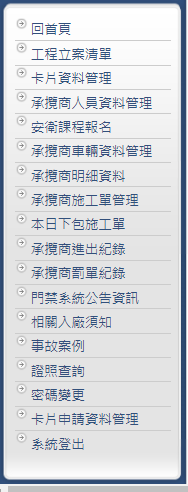 回首頁
工程立案清單
卡片資料管理
承攬商人員資料管理
安衛課程報名
承攬商車輛資料管理
承攬商明細資料
承攬商施工單管理
本日下包施工單
承攬商進出紀錄
承攬商罰單紀錄
門禁系統公告資訊
相關入廠須知
事故案例
證照查詢
密碼變更
卡片申請資料管理
系統登出